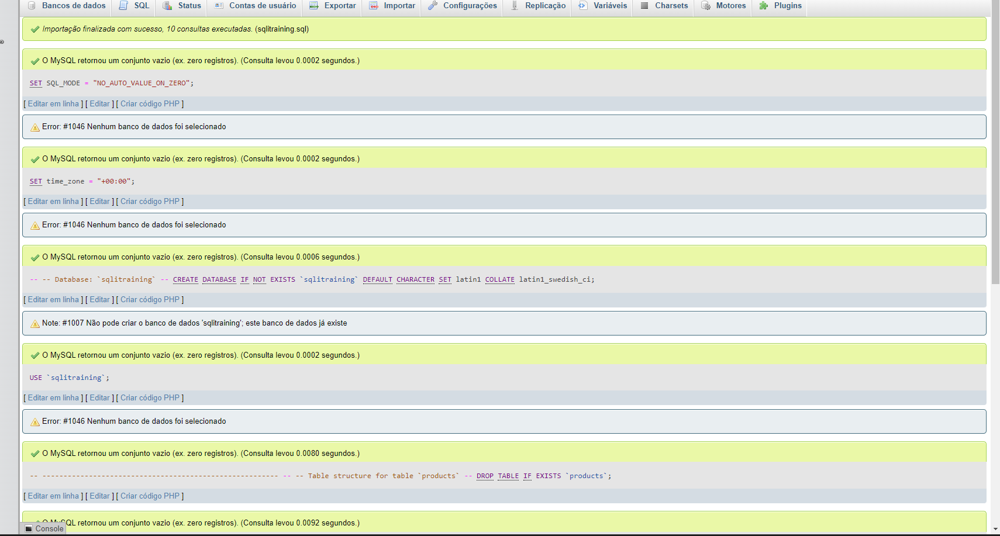 Bancos de dados SQL Status Contas de usuário Exportar Importar Configurações Replicação Variáveis Charsets Motores Plugins
Importação finalizada com sucesso, 10 consultas executadas. (sqlitraining.sql)
O MySQL retornou um conjunto vazio (ex. zero registros). (Consulta levou 0.0002 segundos.)
SET SQL_MODE = "NO_AUTO_VALUE_ON_ZERO";
[ Editar em linha ] [ Editar ] [ Criar código PHP ]
Error: #1046 Nenhum banco de dados foi selecionado
O MySQL retornou um conjunto vazio (ex. zero registros). (Consulta levou 0.0002 segundos.)
SET time_zone = "+00:00";
[ Editar em linha ] [ Editar ] [ Criar código PHP ]
Error: #1046 Nenhum banco de dados foi selecionado
O MySQL retornou um conjunto vazio (ex. zero registros). (Consulta levou 0.0006 segundos.)
-- -- Database: `sqlitraining` -- CREATE DATABASE IF NOT EXISTS `sqlitraining` DEFAULT CHARACTER SET latin1 COLLATE latin1_swedish_ci;
[ Editar em linha ] [ Editar ] [ Criar código PHP ]
Note: #1007 Não pode criar o banco de dados 'sqlitraining'; este banco de dados já existe
O MySQL retornou um conjunto vazio (ex. zero registros). (Consulta levou 0.0002 segundos.)
USE `sqlitraining`;
[ Editar em linha ] [ Editar ] [ Criar código PHP ]
Error: #1046 Nenhum banco de dados foi selecionado
O MySQL retornou um conjunto vazio (ex. zero registros). (Consulta levou 0.0080 segundos.)
-- -------------------------------------------------------- -- -- Table structure for table `products` -- DROP TABLE IF EXISTS `products`;
[ Editar em linha ] [ Editar ] [ Criar código PHP ]
O MySQL retornou um conjunto vazio (ex. zero registros). (Consulta levou 0.0092 segundos.)
Console